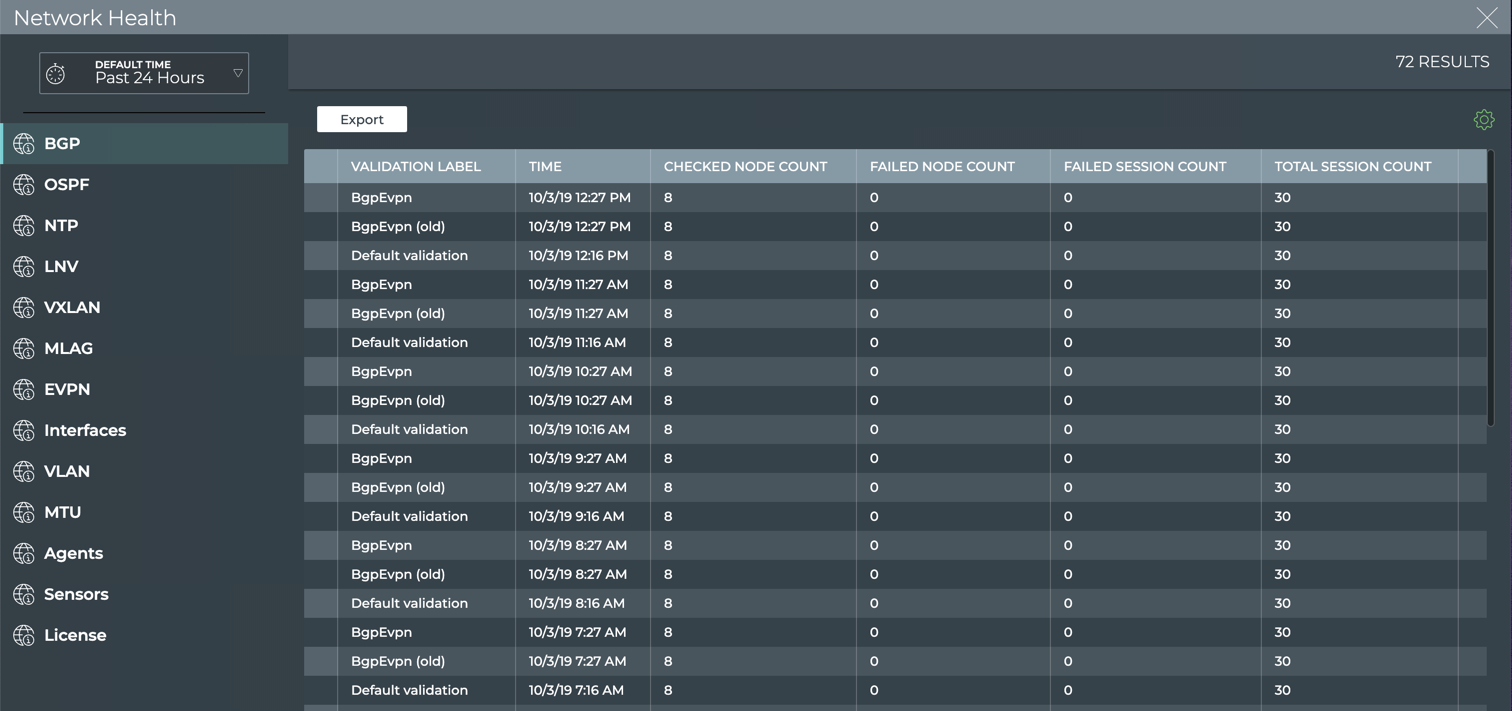 Network Health
DEFAULT TIME
Past 24 Hours
72 RESULTS
BGP
OSPF
NTP
LNV
VXLAN
MLAG
EVPN
Interfaces
VLAN
MTU
Agents
Sensors
License
Export
VALIDATION LABEL TIME CHECKED NODE COUNT FAILED NODE COUNT FAILED SESSION COUNT TOTAL SESSION COUNT
BgpEvpn 10/3/19 12:27 PM 8 0 0 30
BgpEvpn (old) 10/3/19 12:27 PM 8 0 0 30
Default validation 10/3/19 12:16 PM 8 0 0 30
BgpEvpn 10/3/19 11:27 AM 8 0 0 30
BgpEvpn (old) 10/3/19 11:27 AM 8 0 0 30
Default validation 10/3/19 11:16 AM 8 0 0 30
BgpEvpn 10/3/19 10:27 AM 8 0 0 30
BgpEvpn (old) 10/3/19 10:27 AM 8 0 0 30
Default validation 10/3/19 10:16 AM 8 0 0 30
BgpEvpn 10/3/19 9:27 AM 8 0 0 30
BgpEvpn (old) 10/3/19 9:27 AM 8 0 0 30
Default validation 10/3/19 9:16 AM 8 0 0 30
BgpEvpn 10/3/19 8:27 AM 8 0 0 30
BgpEvpn (old) 10/3/19 8:27 AM 8 0 0 30
Default validation 10/3/19 8:16 AM 8 0 0 30
BgpEvpn 10/3/19 7:27 AM 8 0 0 30
BgpEvpn (old) 10/3/19 7:27 AM 8 0 0 30
Default validation 10/3/19 7:16 AM 8 0 0 30